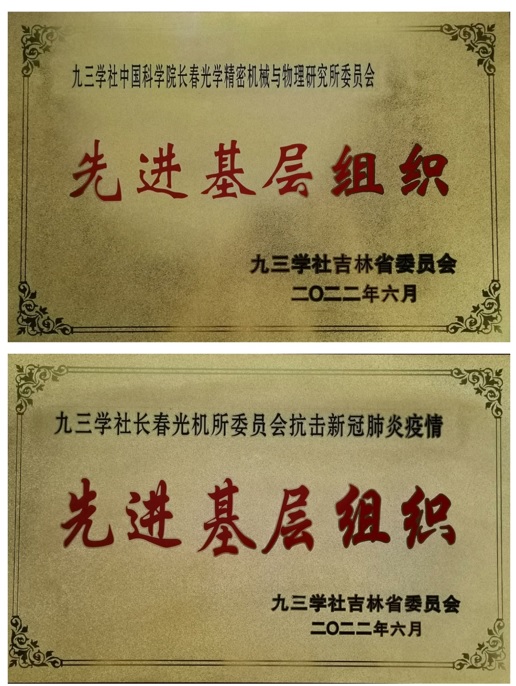 九三学社中国科学院长春光学精密机械与物理研究所委员会
先进基层组织
九三学社吉林省委员会
二〇二二年六月
九三学社长春光机所委员会抗击新冠肺炎疫情
先进基层组织
九三学社吉林省委员会
二〇二二年六月